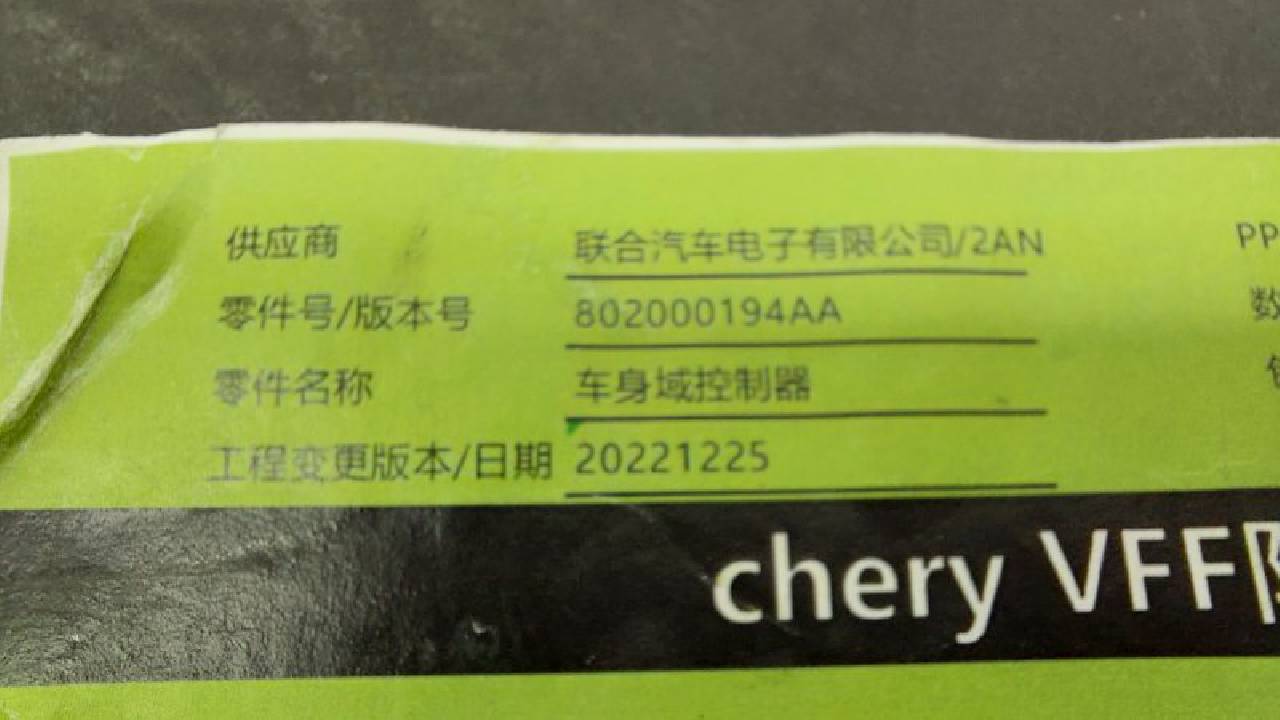 供应商 联合汽车电子有限公司/2AN PP
零件号/版本号 802000194AA 数
零件名称 车身域控制器
工程变更版本/日期 20221225
chery VFF